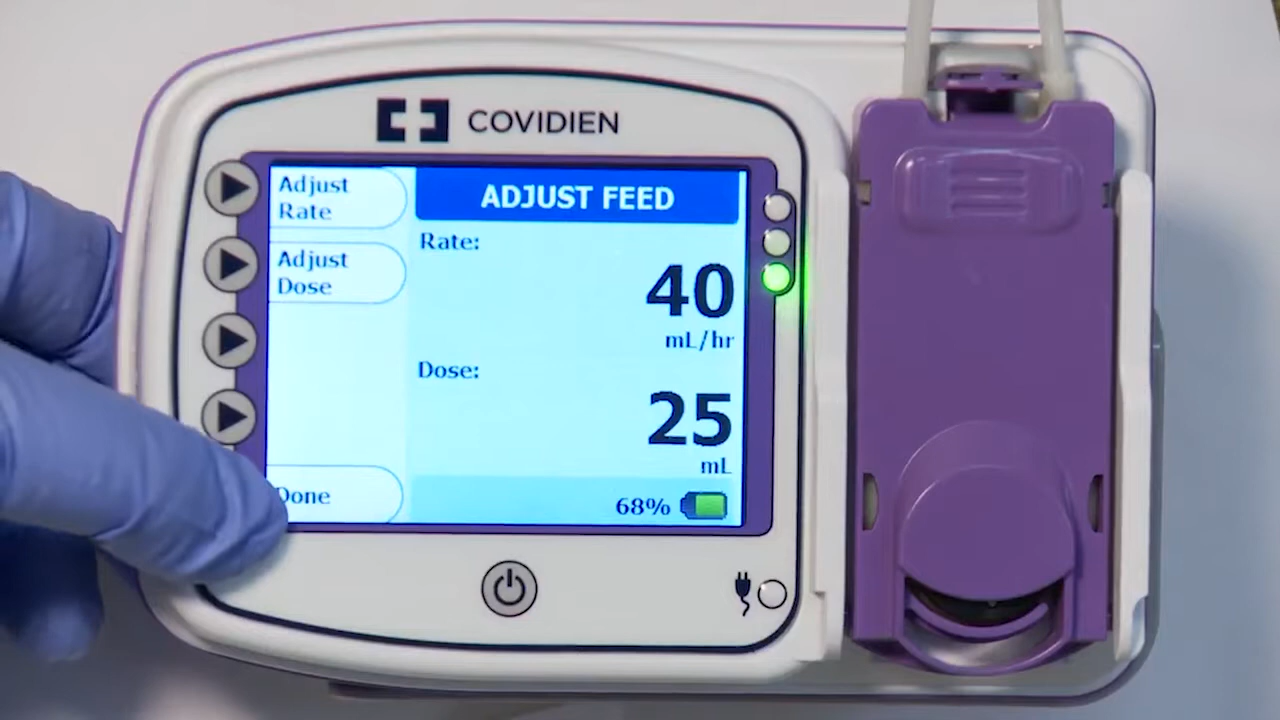 COVIDIEN
Adjust
Rate
Adjust
Dose
Done
ADJUST FEED
Rate:
40
mL/hr
Dose:
25
mL
68%